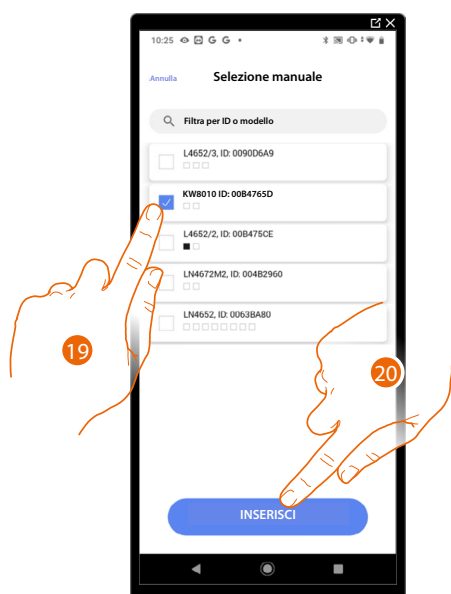 10:25 G G
Annulla Selezione manuale
Filtra per ID o modello
L4652/3, ID: 0090D6A9
KW8010 ID: 00B4765D
L4652/2, ID: 00B475CE
LN4672M2, ID: 004B2960
LN4652, ID: 0063BA80
19
20
INSERISCI